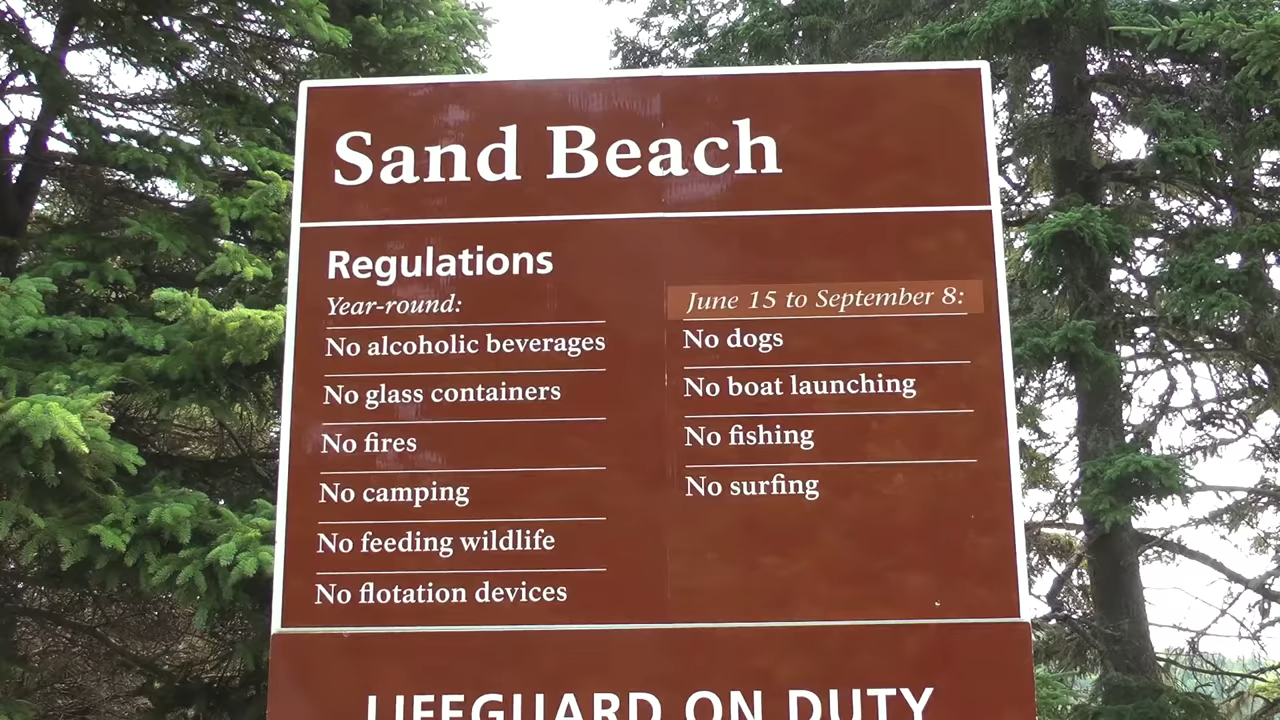 Sand Beach
Regulations
Year-round:
No alcoholic beverages
No glass containers
No fires
No camping
No feeding wildlife
No flotation devices
June 15 to September 8:
No dogs
No boat launching
No fishing
No surfing
LIFEGUARD ON DUTY